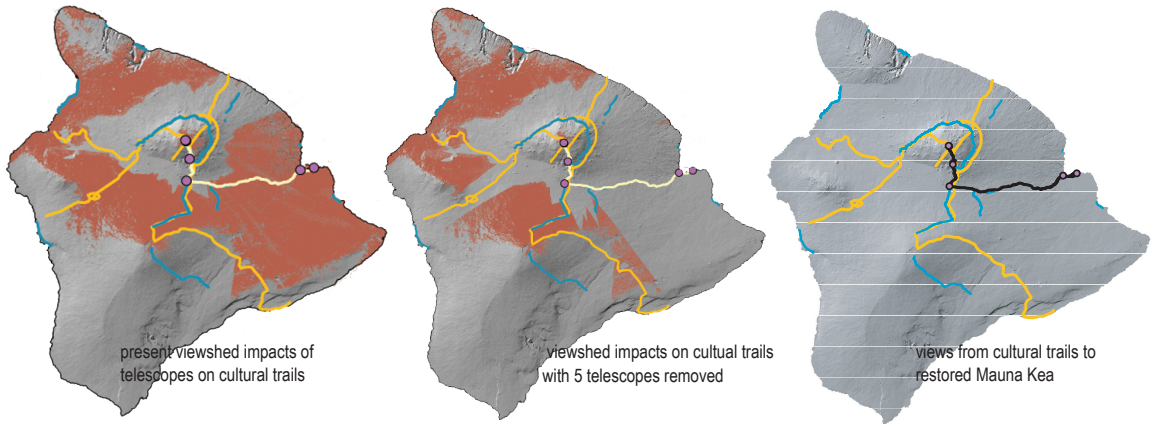 present viewshed impacts of
telescopes on cultural trails
viewshed impacts on cultual trails
with 5 telescopes removed
views from cultural trails to
restored Mauna Kea